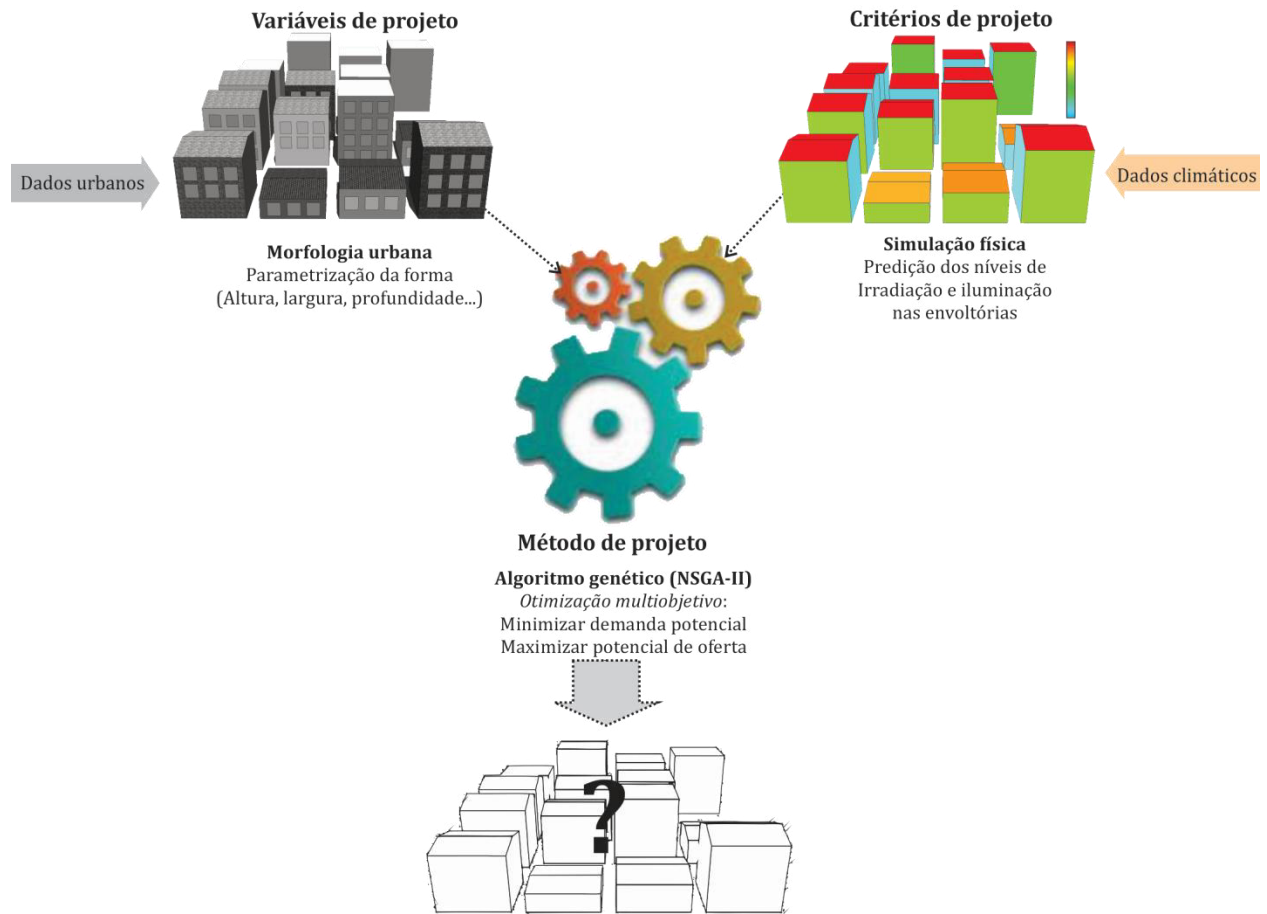 Variáveis de projeto
Critérios de projeto
Dados urbanos
Dados climáticos
Morfologia urbana
Parametrização da forma
(Altura, largura, profundidade...)
Simulação física
Predição dos níveis de
Irradiação e iluminação
nas envoltórias
Método de projeto
Algoritmo genético (NSGA-II)
Otimização multiobjetivo:
Minimizar demanda potencial
Maximizar potencial de oferta
?